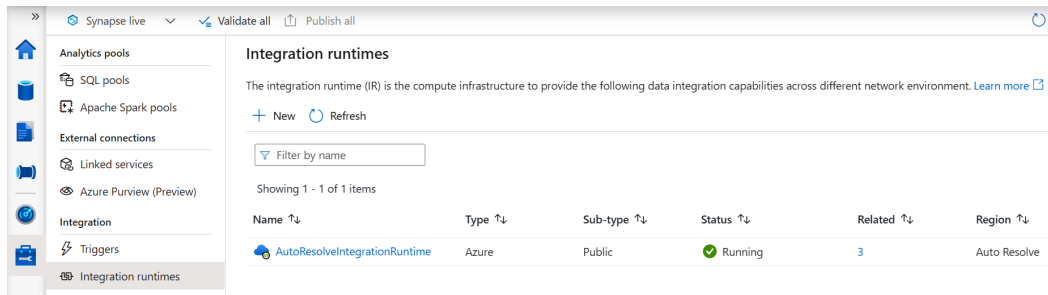 »
Synapse live
Validate all
Publish all
Analytics pools
SQL pools
Apache Spark pools
External connections
Linked services
Azure Purview (Preview)
Integration
Triggers
Integration runtimes
Integration runtimes
The integration runtime (IR) is the compute infrastructure to provide the following data integration capabilities across different network environment. Learn more
+ New Refresh
Filter by name
Showing 1 - 1 of 1 items
Name ↑↓ Type ↑↓ Sub-type ↑↓ Status ↑↓ Related ↑↓ Region ↑↓
AutoResolveIntegrationRuntime Azure Public Running 3 Auto Resolve